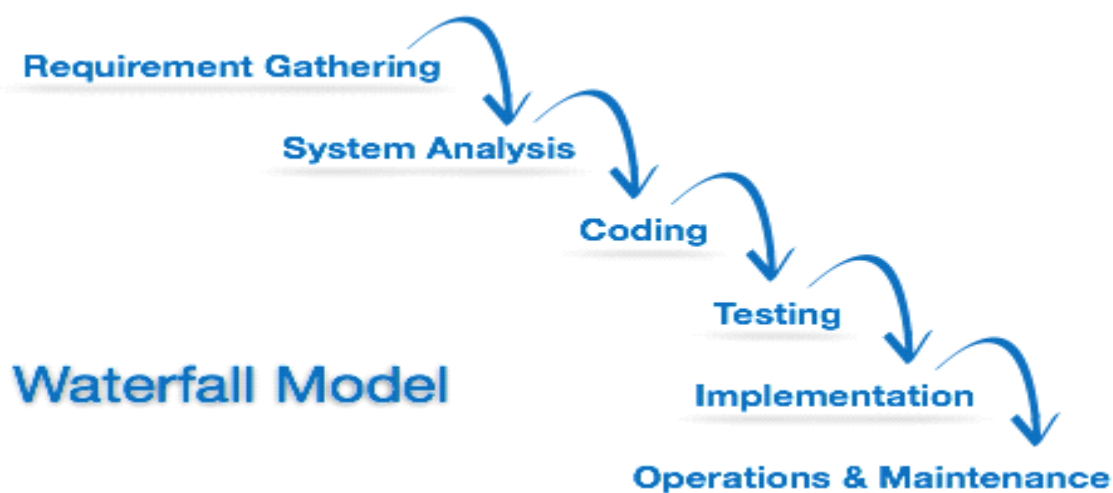 Requirement Gathering
System Analysis
Coding
Testing
Waterfall Model
Implementation
Operations & Maintenance